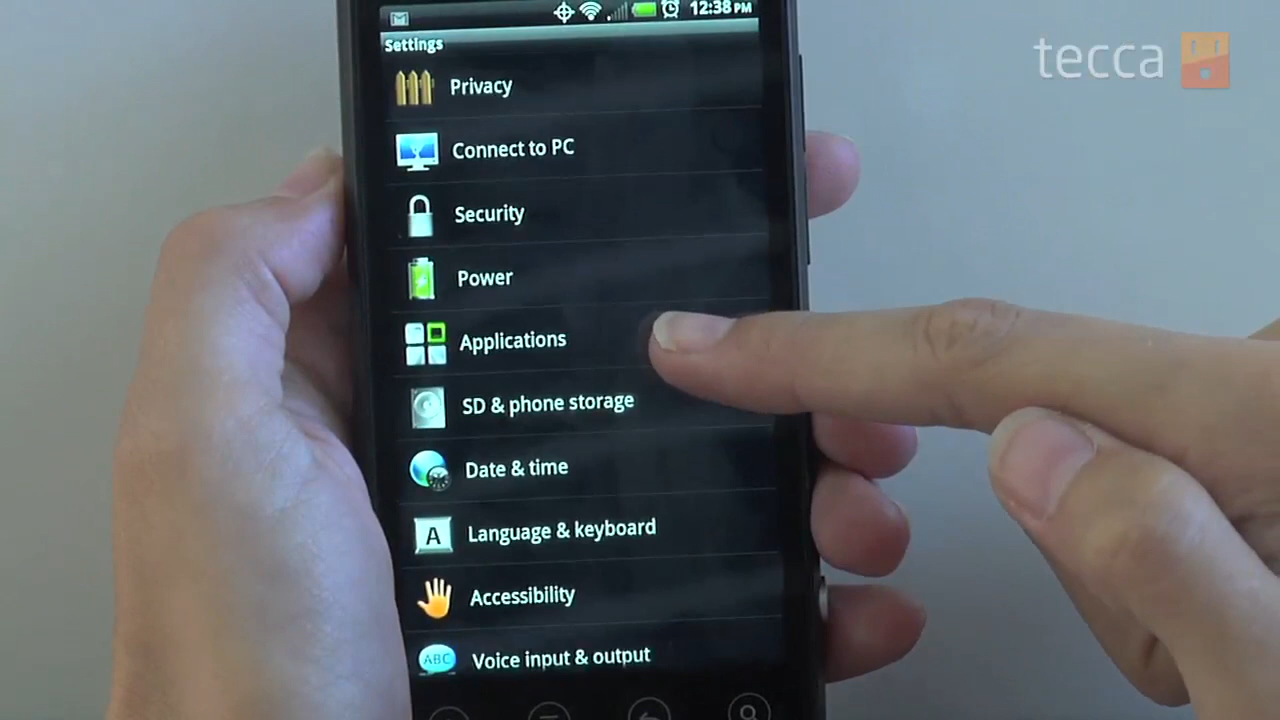 12:38 PM
Settings
tecca
Privacy
Connect to PC
Security
Power
Applications
SD & phone storage
Date & time
A
Language & keyboard
Accessibility
ABC
Voice input & output